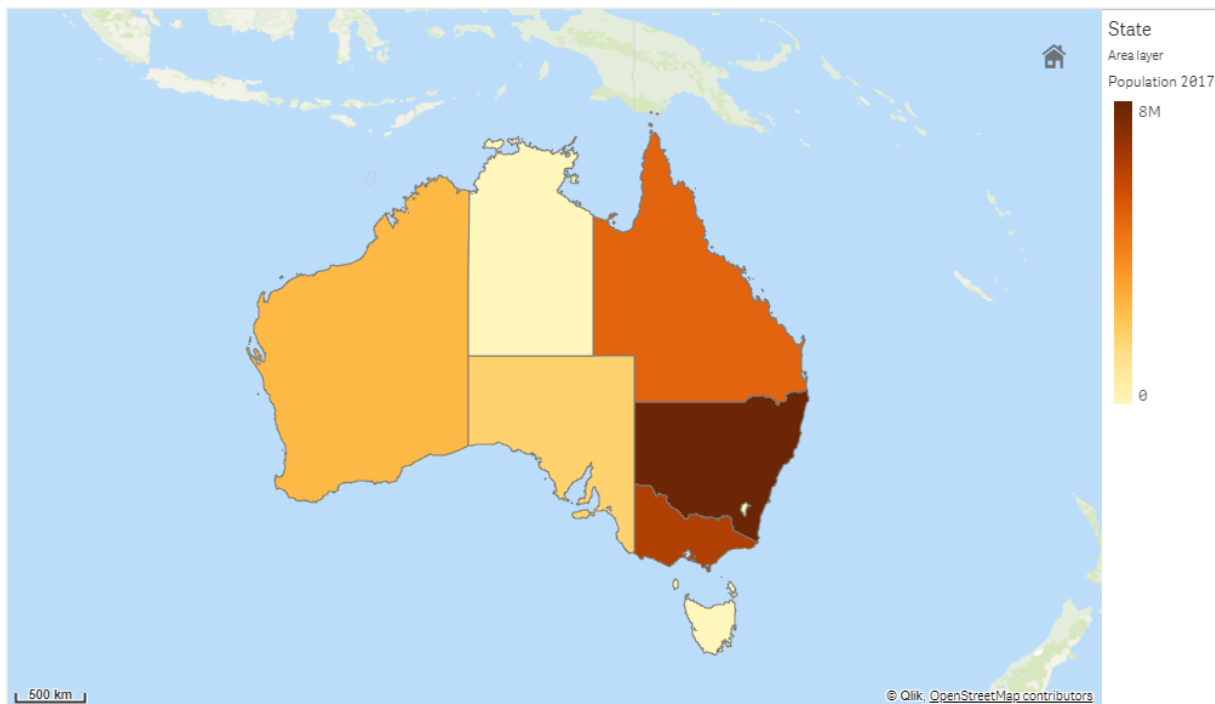 State
Area layer
Population 2017
8M
0
500 km
© Qlik, OpenStreetMap contributors